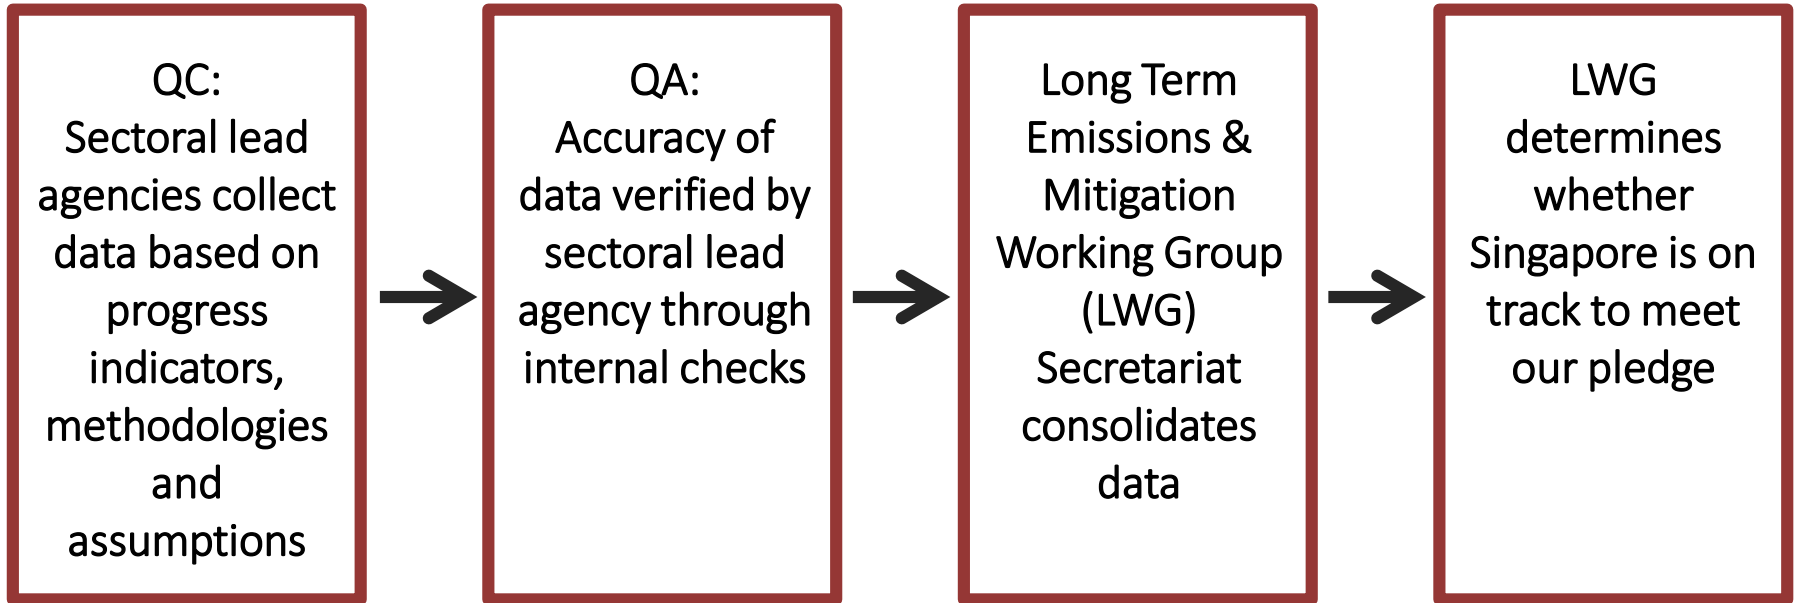 QC:
Sectoral lead
agencies collect
data based on
progress
indicators,
methodologies
and
assumptions
QA:
Accuracy of
data verified by
sectoral lead
agency through
internal checks
Long Term
Emissions &
Mitigation
Working Group
(LWG)
Secretariat
consolidates
data
LWG
determines
whether
Singapore is on
track to meet
our pledge